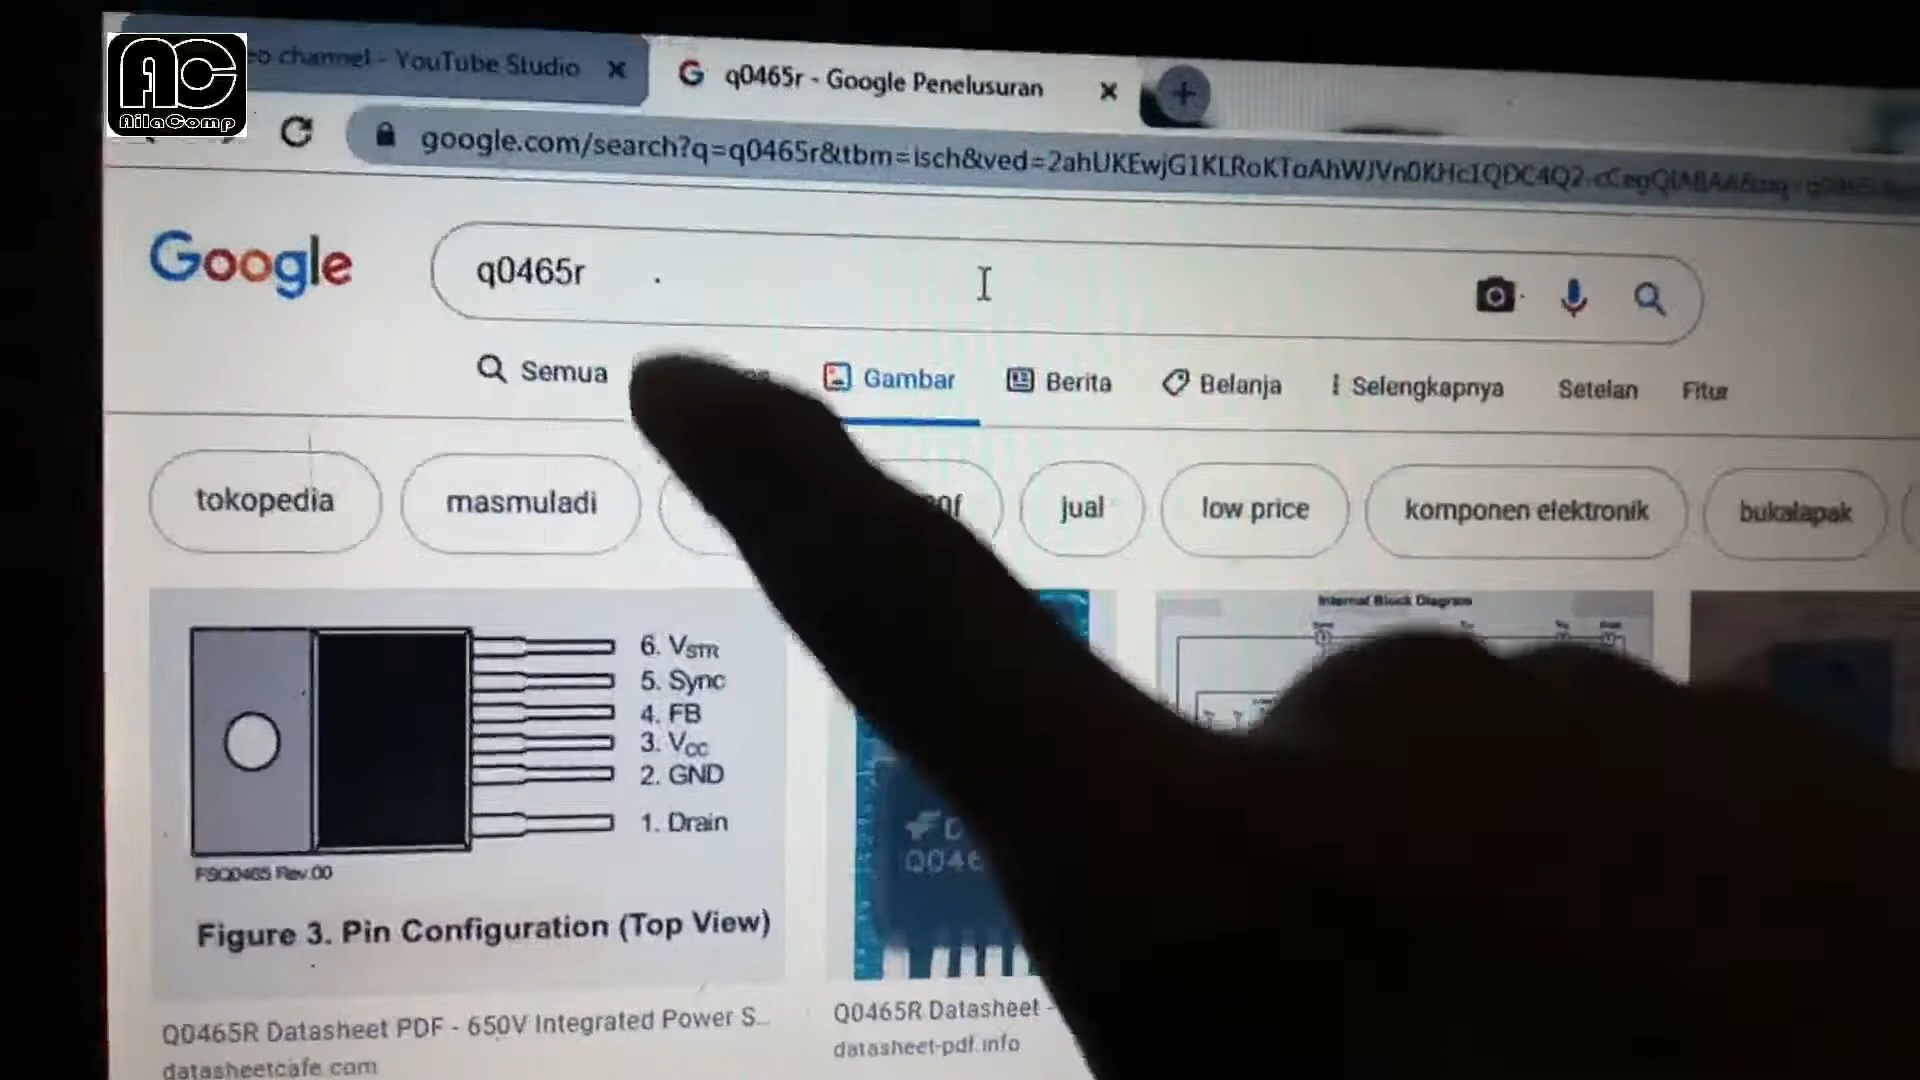 AC
AilaComp
eo channel - YouTube Studio
q0465r - Google Penelusuran
google.com/search?q=q0465r&tbm=isch&ved=
Google
q0465r
Semua
Gambar
Berita
Belanja
Selengkapnya
Setelan
Fitur
tokopedia
masmuladi
jual
low price
komponen elektronik
bukalapak
6. VSTR
5. Sync
4. FB
3. VCC
2. GND
1. Drain
FSQ0465 Rev.00
Figure 3. Pin Configuration (Top View)
Internal Block Diagram
Q046
Q0465R Datasheet PDF - 650V Integrated Power S...
datasheetcafe.com
Q0465R Datasheet -
datasheet-pdf.info